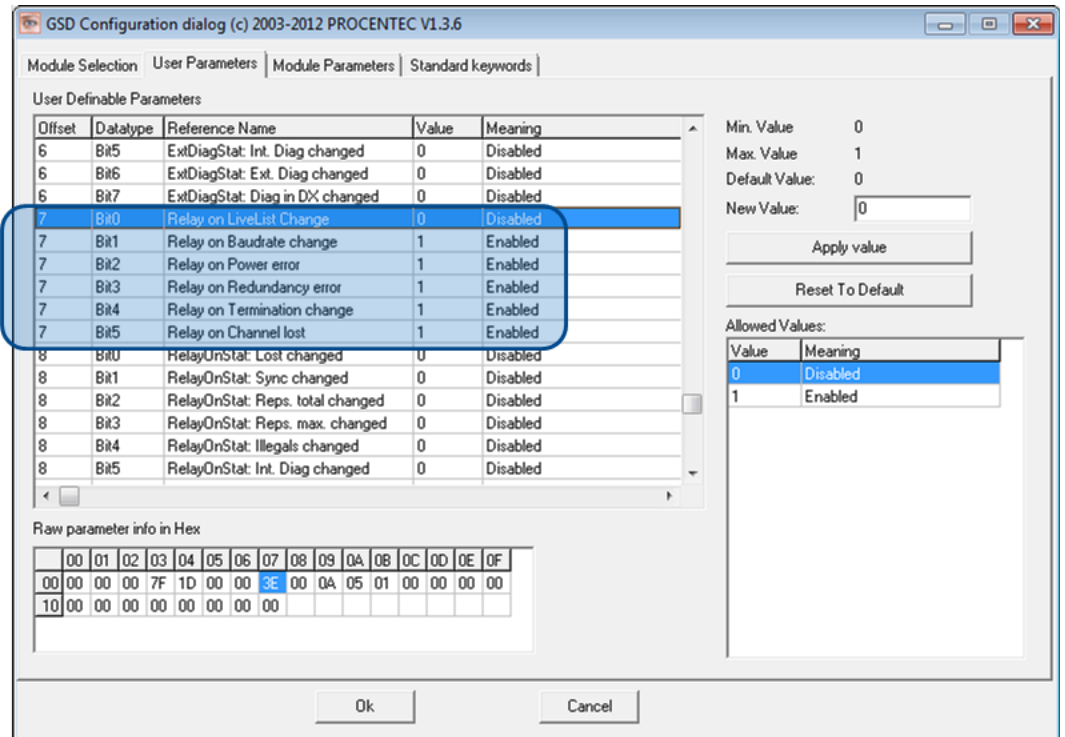 GSD Configuration dialog (c) 2003-2012 PROCENTEC V1.3.6
Module Selection User Parameters Module Parameters Standard keywords
User Definable Parameters
Offset Datatype Reference Name Value Meaning
6 Bit5 ExtDiagStat: Int. Diag changed 0 Disabled
6 Bit6 ExtDiagStat: Ext. Diag changed 0 Disabled
6 Bit7 ExtDiagStat: Diag in DX changed 0 Disabled
7 Bit0 Relay on LiveList Change 0 Disabled
7 Bit1 Relay on Baudrate change 1 Enabled
7 Bit2 Relay on Power error 1 Enabled
7 Bit3 Relay on Redundancy error 1 Enabled
7 Bit4 Relay on Termination change 1 Enabled
7 Bit5 Relay on Channel lost 1 Enabled
8 Bit0 RelayOnStat: Lost changed 0 Disabled
8 Bit1 RelayOnStat: Sync changed 0 Disabled
8 Bit2 RelayOnStat: Reps. total changed 0 Disabled
8 Bit3 RelayOnStat: Reps. max. changed 0 Disabled
8 Bit4 RelayOnStat: Illegals changed 0 Disabled
8 Bit5 RelayOnStat: Int. Diag changed 0 Disabled
Min. Value 0
Max. Value 1
Default Value: 0
New Value: 0
Apply value
Reset To Default
Allowed Values:
Value Meaning
0 Disabled
1 Enabled
Raw parameter info in Hex
00 01 02 03 04 05 06 07 08 09 0A 0B 0C 0D 0E 0F
00 00 00 00 7F 1D 00 00 3E 00 0A 05 01 00 00 00 00
10 00 00 00 00 00 00 00 00
Ok Cancel